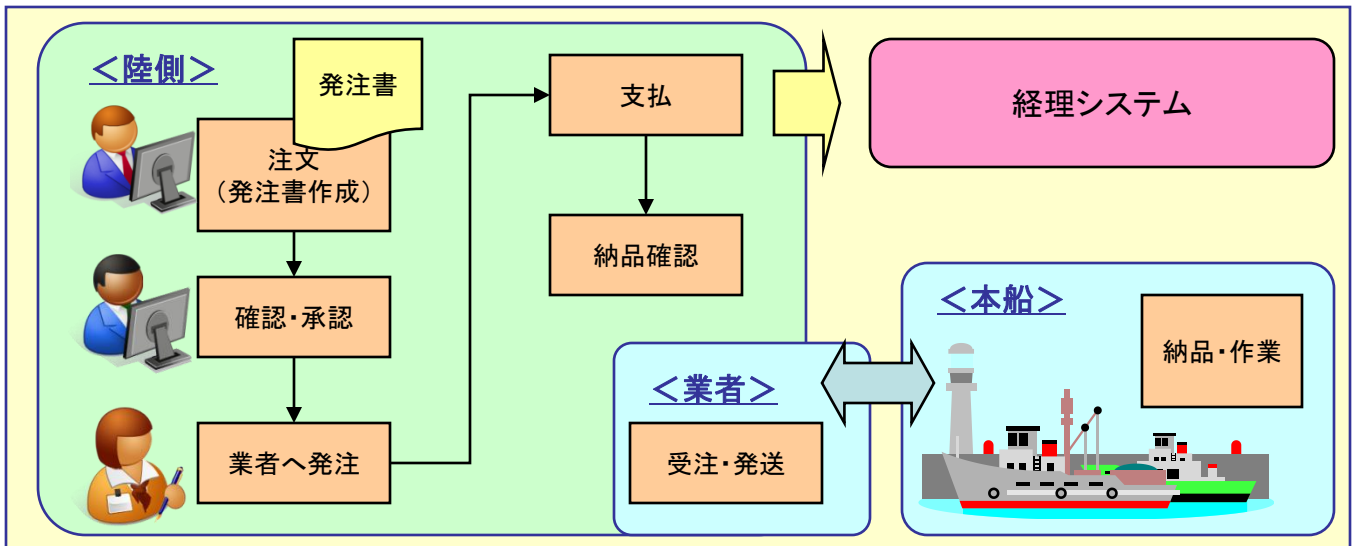 ＜陸側＞
発注書
注文
（発注書作成）
確認・承認
業者へ発注
支払
納品確認
経理システム
＜業者＞
受注・発送
＜本船＞
納品・作業